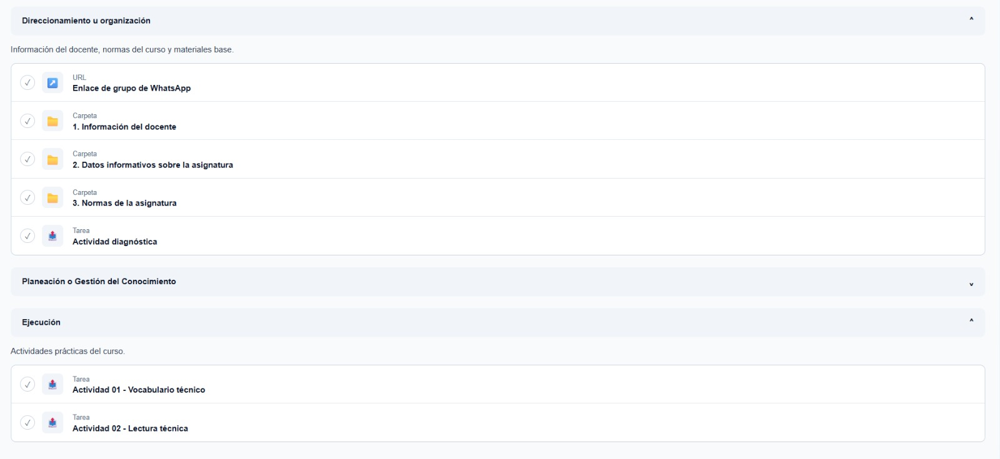 Direccionamiento u organización
Información del docente, normas del curso y materiales base.
URL
Enlace de grupo de WhatsApp
Carpeta
1. Información del docente
Carpeta
2. Datos informativos sobre la asignatura
Carpeta
3. Normas de la asignatura
Tarea
Actividad diagnóstica
Planeación o Gestión del Conocimiento
Ejecución
Actividades prácticas del curso.
Tarea
Actividad 01 - Vocabulario técnico
Tarea
Actividad 02 - Lectura técnica